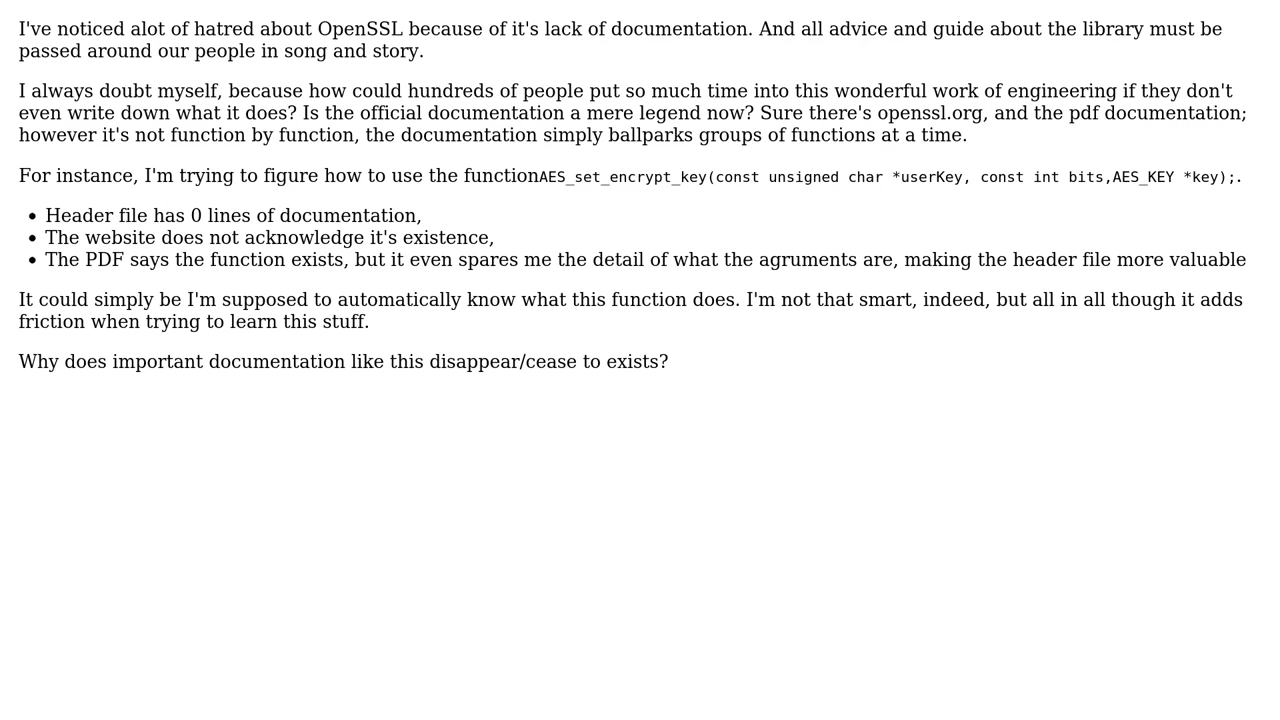 I've noticed alot of hatred about OpenSSL because of it's lack of documentation. And all advice and guide about the library must be
passed around our people in song and story.
I always doubt myself, because how could hundreds of people put so much time into this wonderful work of engineering if they don't
even write down what it does? Is the official documentation a mere legend now? Sure there's openssl.org, and the pdf documentation;
however it's not function by function, the documentation simply ballparks groups of functions at a time.
For instance, I'm trying to figure how to use the functionAES_set_encrypt_key(const unsigned char *userKey, const int bits,AES_KEY *key);.
• Header file has 0 lines of documentation,
• The website does not acknowledge it's existence,
• The PDF says the function exists, but it even spares me the detail of what the agruments are, making the header file more valuable
It could simply be I'm supposed to automatically know what this function does. I'm not that smart, indeed, but all in all though it adds
friction when trying to learn this stuff.
Why does important documentation like this disappear/cease to exists?